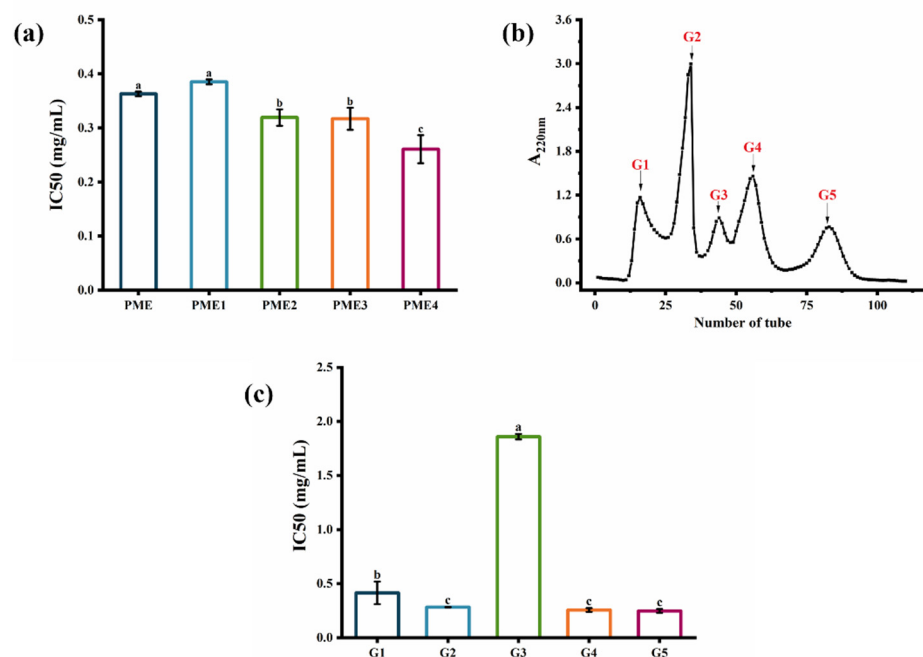 (a)
IC50 (mg/mL)
0.5
0.4
0.3
0.2
0.1
0.0
a
a
b
b
c
PME
PME1
PME2
PME3
PME4
(b)
A220nm
3.6
3.0
2.4
1.8
1.2
0.6
0.0
G1
G2
G3
G4
G5
0
25
50
75
100
Number of tube
(c)
IC50 (mg/mL)
2.5
2.0
1.5
1.0
0.5
0.0
b
c
a
c
c
G1
G2
G3
G4
G5